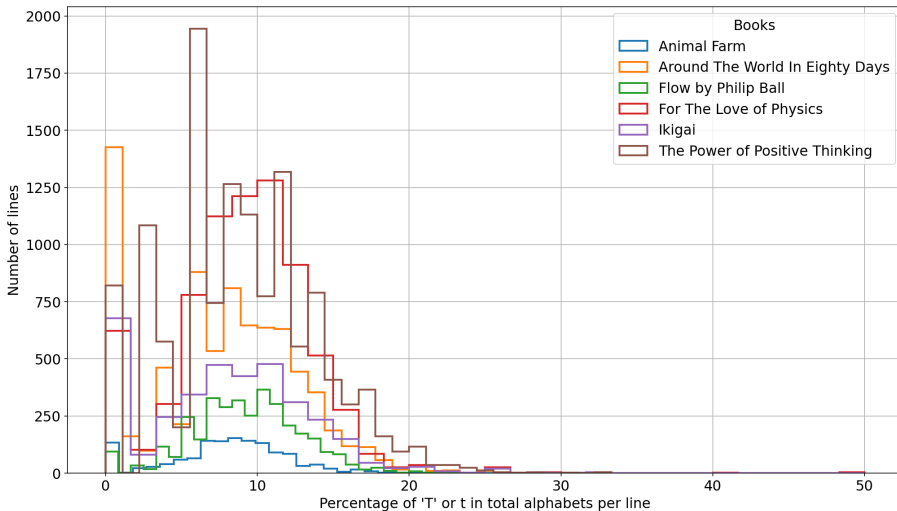 2000
1750
1500
1250
1000
750
500
250
0
Number of lines
0 10 20 30 40 50
Percentage of 'T' or t in total alphabets per line
Books
Animal Farm
Around The World In Eighty Days
Flow by Philip Ball
For The Love of Physics
Ikigai
The Power of Positive Thinking